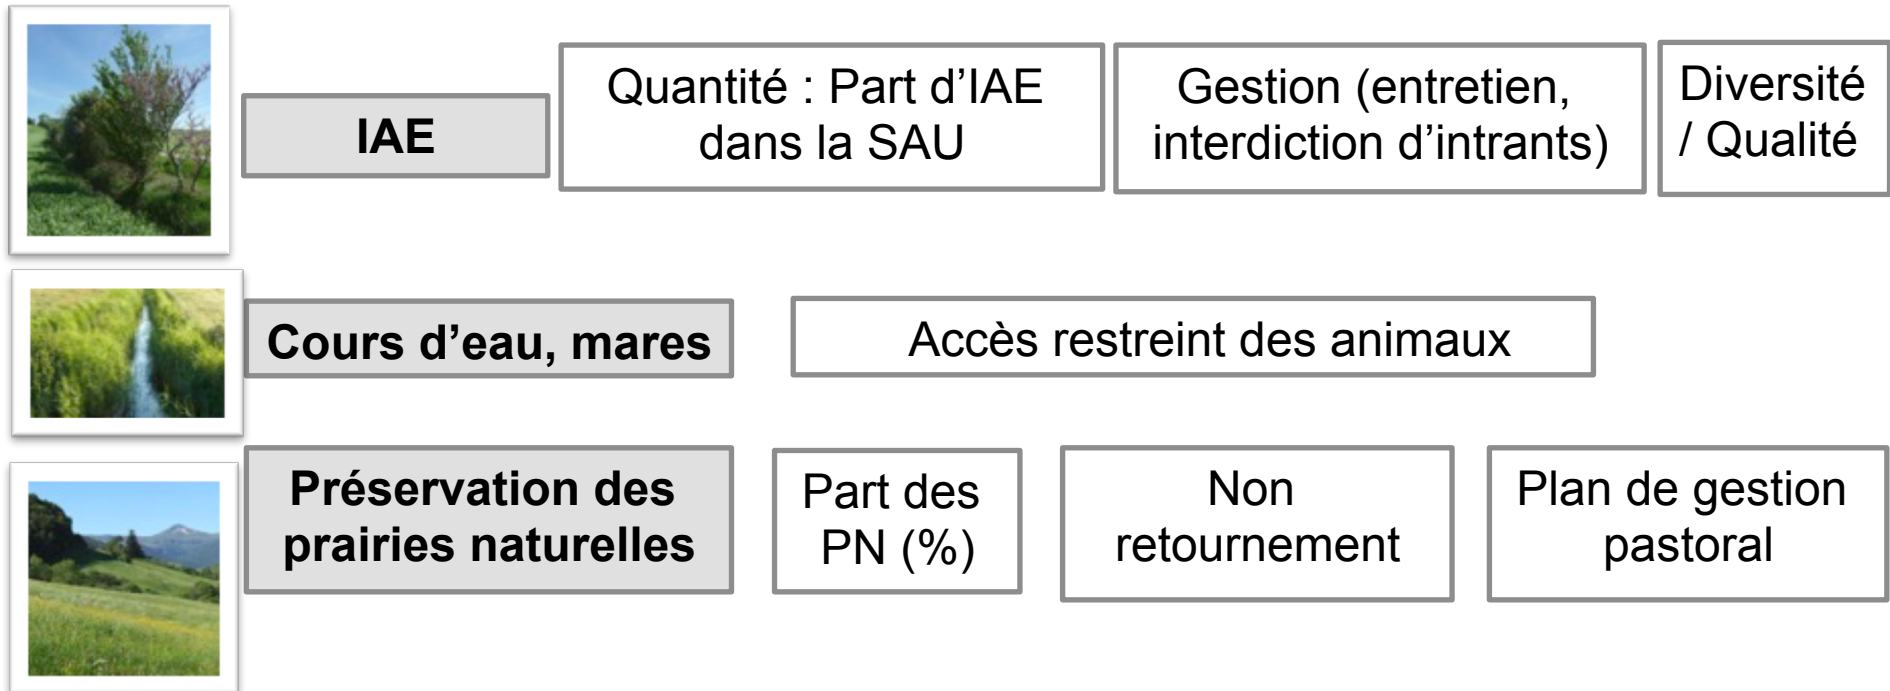 IAE
Quantité : Part d’IAE
dans la SAU
Gestion (entretien,
interdiction d’intrants)
Diversité
/ Qualité
Cours d’eau, mares
Accès restreint des animaux
Préservation des
prairies naturelles
Part des
PN (%)
Non
retournement
Plan de gestion
pastoral